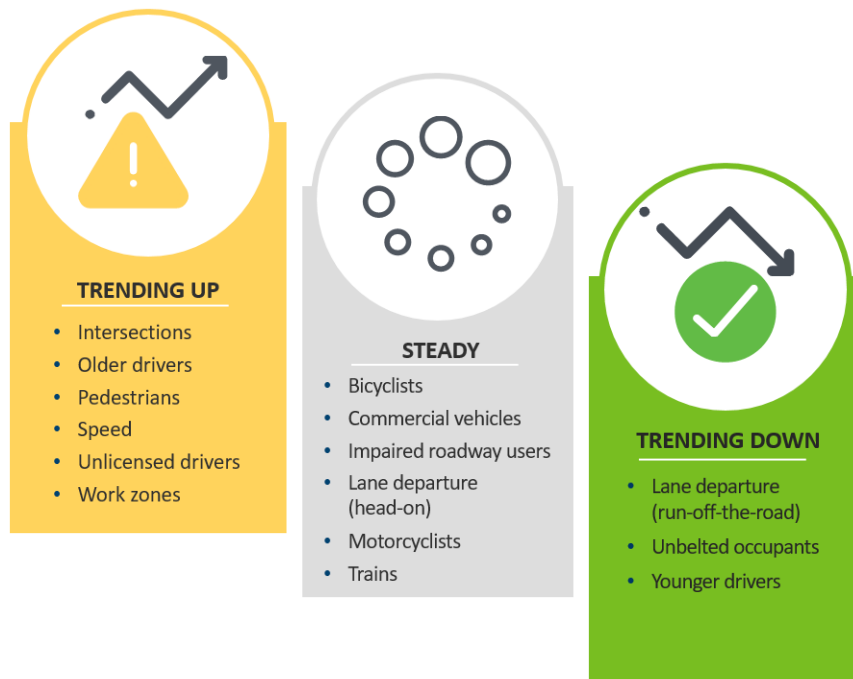 TRENDING UP
• Intersections
• Older drivers
• Pedestrians
• Speed
• Unlicensed drivers
• Work zones
STEADY
• Bicyclists
• Commercial vehicles
• Impaired roadway users
• Lane departure
(head-on)
• Motorcyclists
• Trains
TRENDING DOWN
• Lane departure
(run-off-the-road)
• Unbelted occupants
• Younger drivers